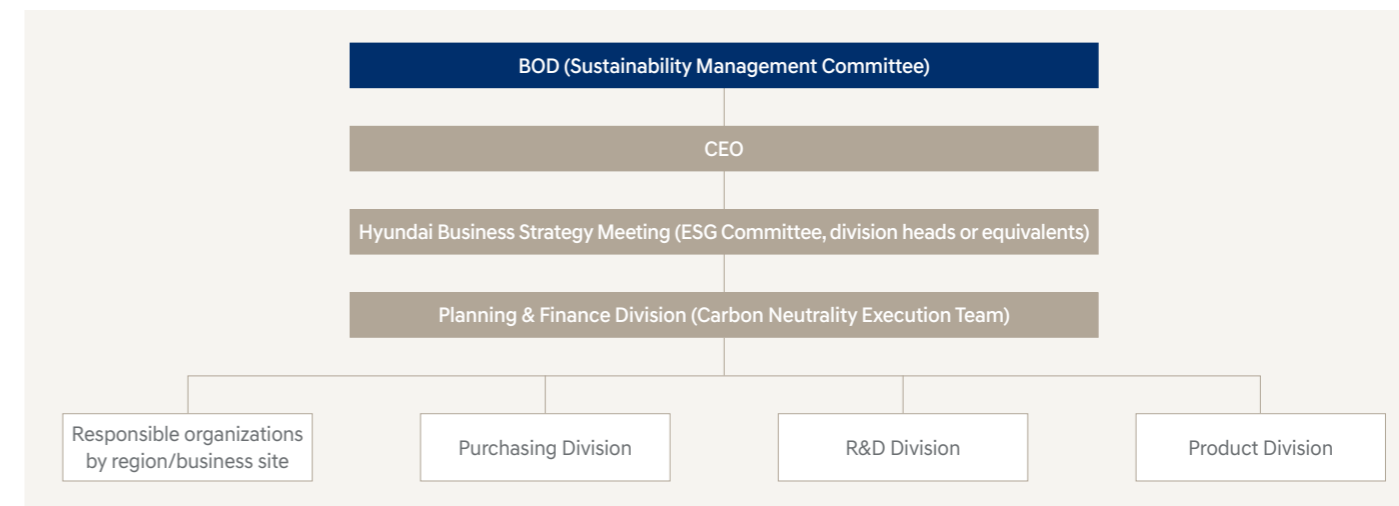 BOD (Sustainability Management Committee)
CEO
Hyundai Business Strategy Meeting (ESG Committee, division heads or equivalents)
Planning & Finance Division (Carbon Neutrality Execution Team)
Responsible organizations
by region/business site
Purchasing Division
R&D Division
Product Division